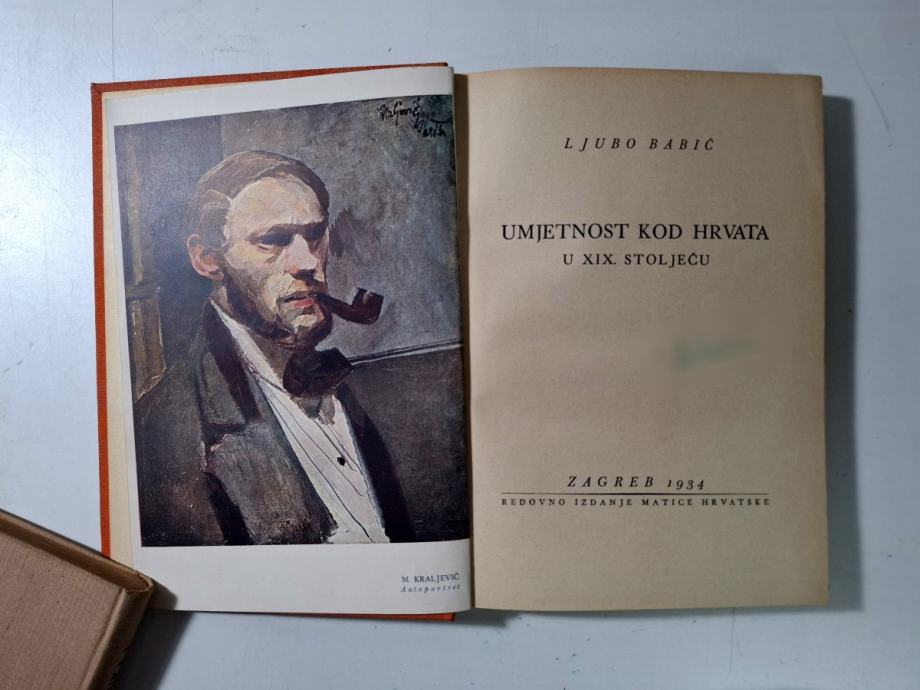 M. KRALJEVIĆ
Autoportret
LJUBO BABIĆ
UMJETNOST KOD HRVATA
U XIX. STOLJEĆU
ZAGREB 1934
REDOVNO IZDANJE MATICE HRVATSKE